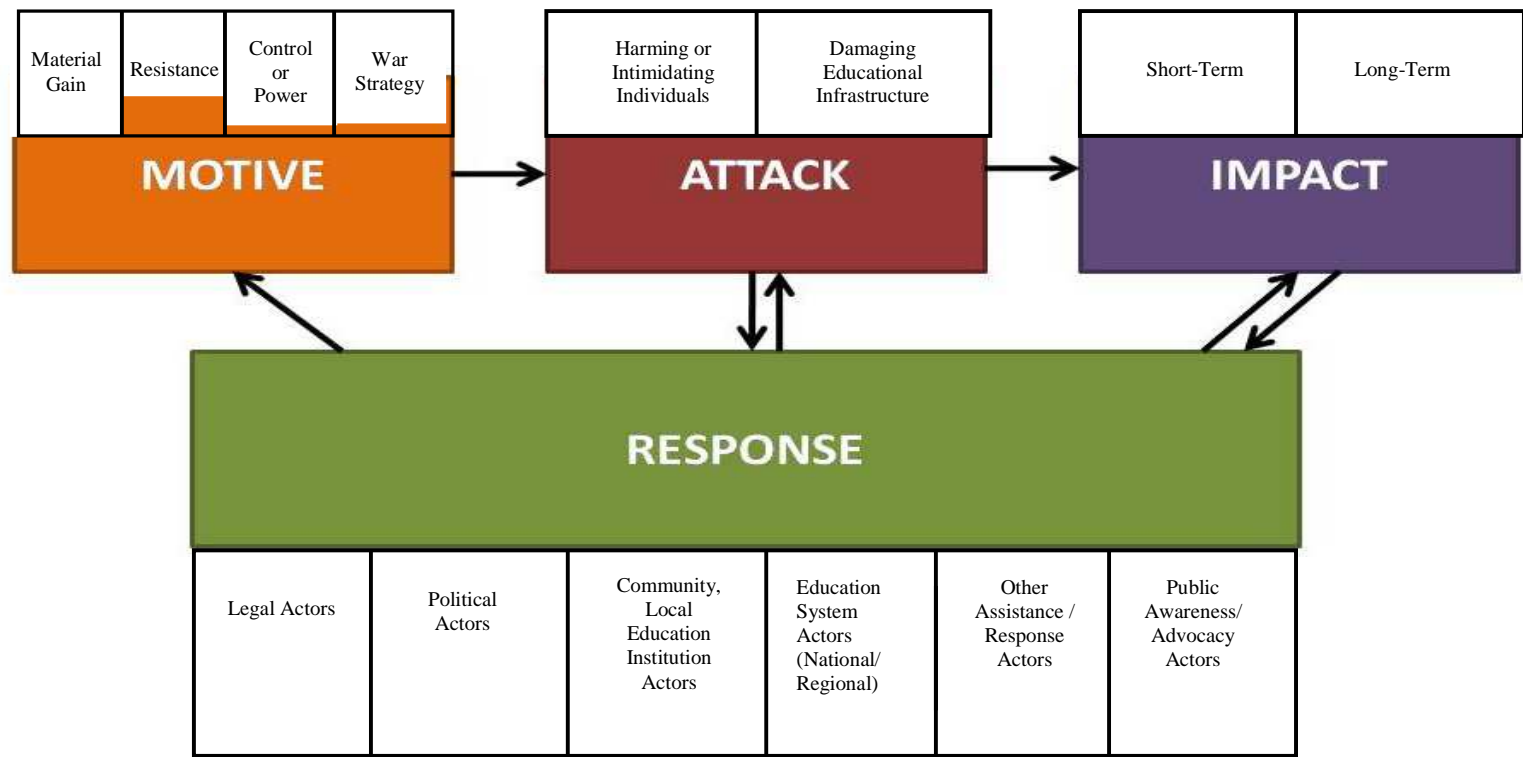 Material
Gain
Resistance
Control
or
Power
War
Strategy
Harming or
Intimidating
Individuals
Damaging
Educational
Infrastructure
Short-Term
Long-Term
MOTIVE
ATTACK
IMPACT
RESPONSE
Legal Actors
Political
Actors
Community,
Local
Education
Institution
Actors
Education
System
Actors
(National/
Regional)
Other
Assistance /
Response
Actors
Public
Awareness/
Advocacy
Actors